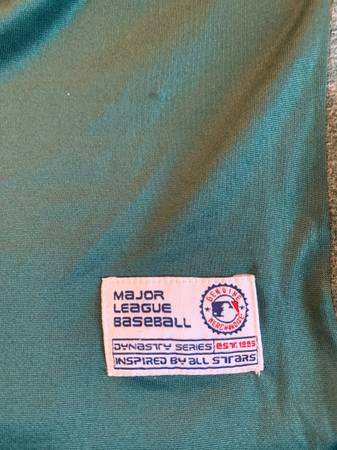 MAJOR
LEAGUE
BASEBALL
GENUINE
MERCHANDISE
DYNASTY SERIES EST. 1995
INSPIRED BY ALL STARS